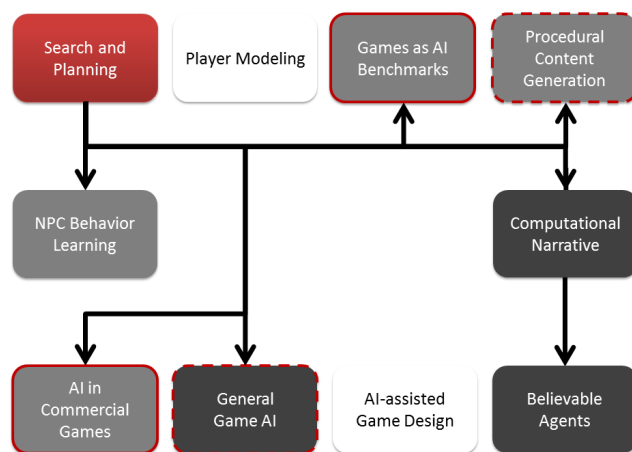 Search and
Planning
Player Modeling
Games as AI
Benchmarks
Procedural
Content
Generation
NPC Behavior
Learning
Computational
Narrative
AI in
Commercial
Games
General
Game AI
AI-assisted
Game Design
Believable
Agents